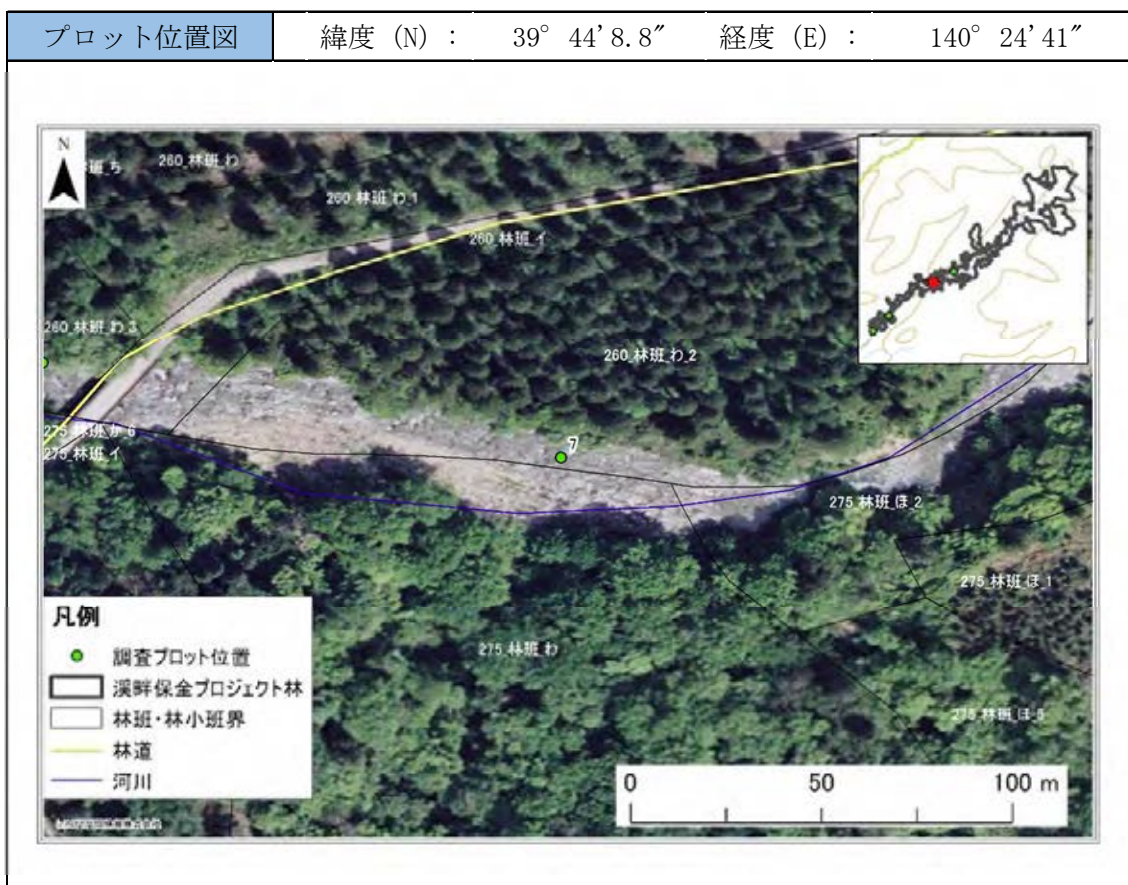 プロット位置図 緯度 (N) : 39° 44'8.8″ 経度 (E) : 140° 24'41″
N
林班_ち
260_林班_わ
260_林班_わ_1
260_林班_イ
260_林班_わ_3
260_林班_わ_2
7
275_林班_か_6
275_林班_イ
275_林班_ほ_2
275_林班_ほ_1
275_林班_わ
275_林班_ほ_5
凡例
調査プロット位置
渓畔保全プロジェクト林
林班・林小班界
林道
河川
0 50 100 m